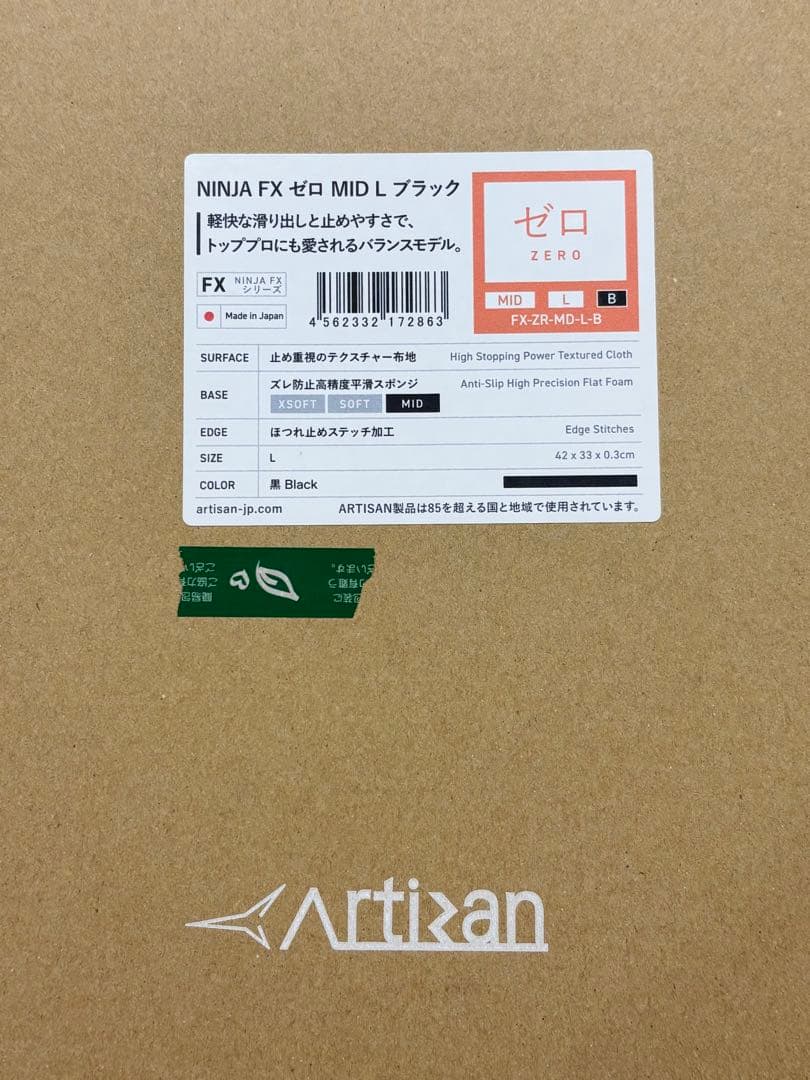 NINJA FX ゼロ MID L ブラック
軽快な滑り出しと止めやすさで、
トッププロにも愛されるバランスモデル。
FX NINJA FX シリーズ
Made in Japan
4 562332 172863
ゼロ
ZERO
MID L B
FX-ZR-MD-L-B
SURFACE 止め重視のテクスチャー布地 High Stopping Power Textured Cloth
BASE ズレ防止高精度平滑スポンジ Anti-Slip High Precision Flat Foam
XSOFT SOFT MID
EDGE ほつれ止めステッチ加工 Edge Stitches
SIZE L 42 x 33 x 0.3cm
COLOR 黒 Black
artisan-jp.com ARTISAN製品は85を超える国と地域で使用されています。
Artisan